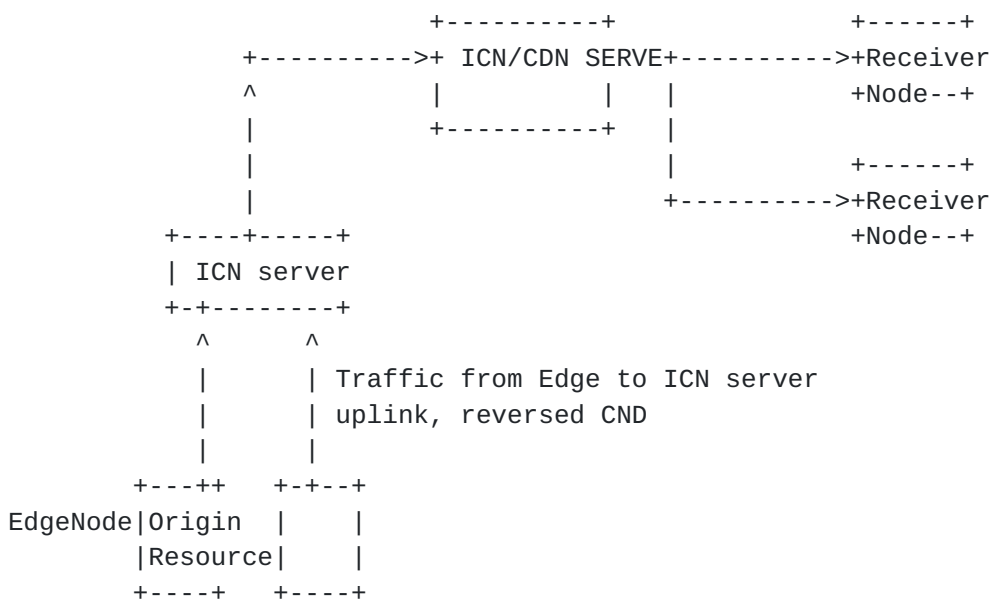 +----------+ +------+
+---------->+ ICN/CDN SERVE+---------->+Receiver
^ | | | +Node--+
| +----------+ |
| | +------+
| +---------->+Receiver
+----+-----+ +Node--+
| ICN server
+-+--------+
^ ^
| | Traffic from Edge to ICN server
| | uplink, reversed CND
| |
+---++ +-+--+
EdgeNode|Origin | |
|Resource| |
+----+ +----+